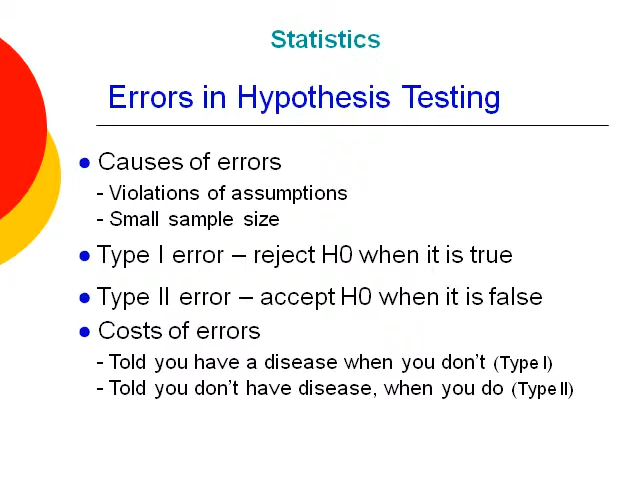 Statistics
Errors in Hypothesis Testing
● Causes of errors
- Violations of assumptions
- Small sample size
● Type I error – reject H0 when it is true
● Type II error – accept H0 when it is false
● Costs of errors
- Told you have a disease when you don't (Type I)
- Told you don't have disease, when you do (Type II)